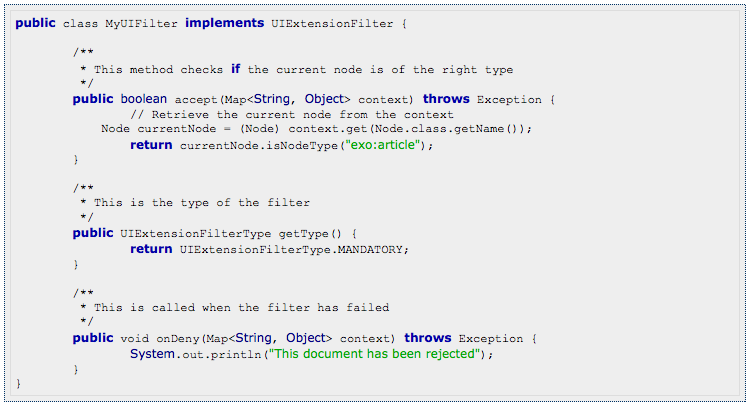 public class MyUIFilter implements UIExtensionFilter {
/**
* This method checks if the current node is of the right type
*/
public boolean accept(Map<String, Object> context) throws Exception {
// Retrieve the current node from the context
Node currentNode = (Node) context.get(Node.class.getName());
return currentNode.isNodeType("exo:article");
}
/**
* This is the type of the filter
*/
public UIExtensionFilterType getType() {
return UIExtensionFilterType.MANDATORY;
}
/**
* This is called when the filter has failed
*/
public void onDeny(Map<String, Object> context) throws Exception {
System.out.println("This document has been rejected");
}
}